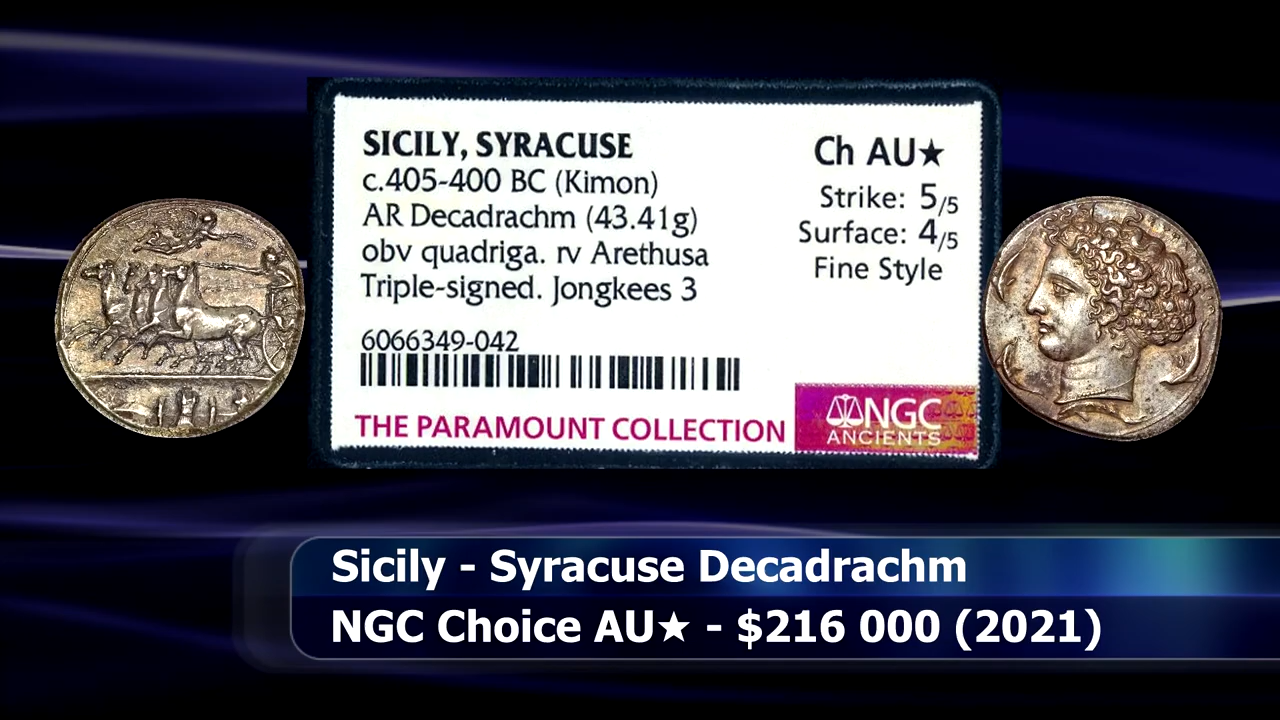 SICILY, SYRACUSE
c.405-400 BC (Kimon)
AR Decadrachm (43.41g)
obv quadriga. rv Arethusa
Triple-signed. Jongkees 3
6066349-042
THE PARAMOUNT COLLECTION
Ch AU★
Strike: 5/5
Surface: 4/5
Fine Style
NGC
ANCIENTS
Sicily - Syracuse Decadrachm
NGC Choice AU★ - $216 000 (2021)